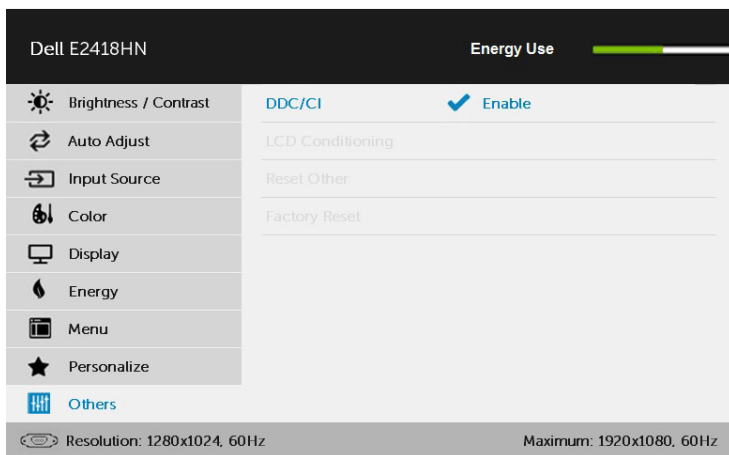 Dell E2418HN Energy Use
Brightness / Contrast DDC/CI Enable
Auto Adjust LCD Conditioning
Input Source Reset Other
Color Factory Reset
Display
Energy
Menu
Personalize
Others
Resolution: 1280x1024, 60Hz Maximum: 1920x1080, 60Hz